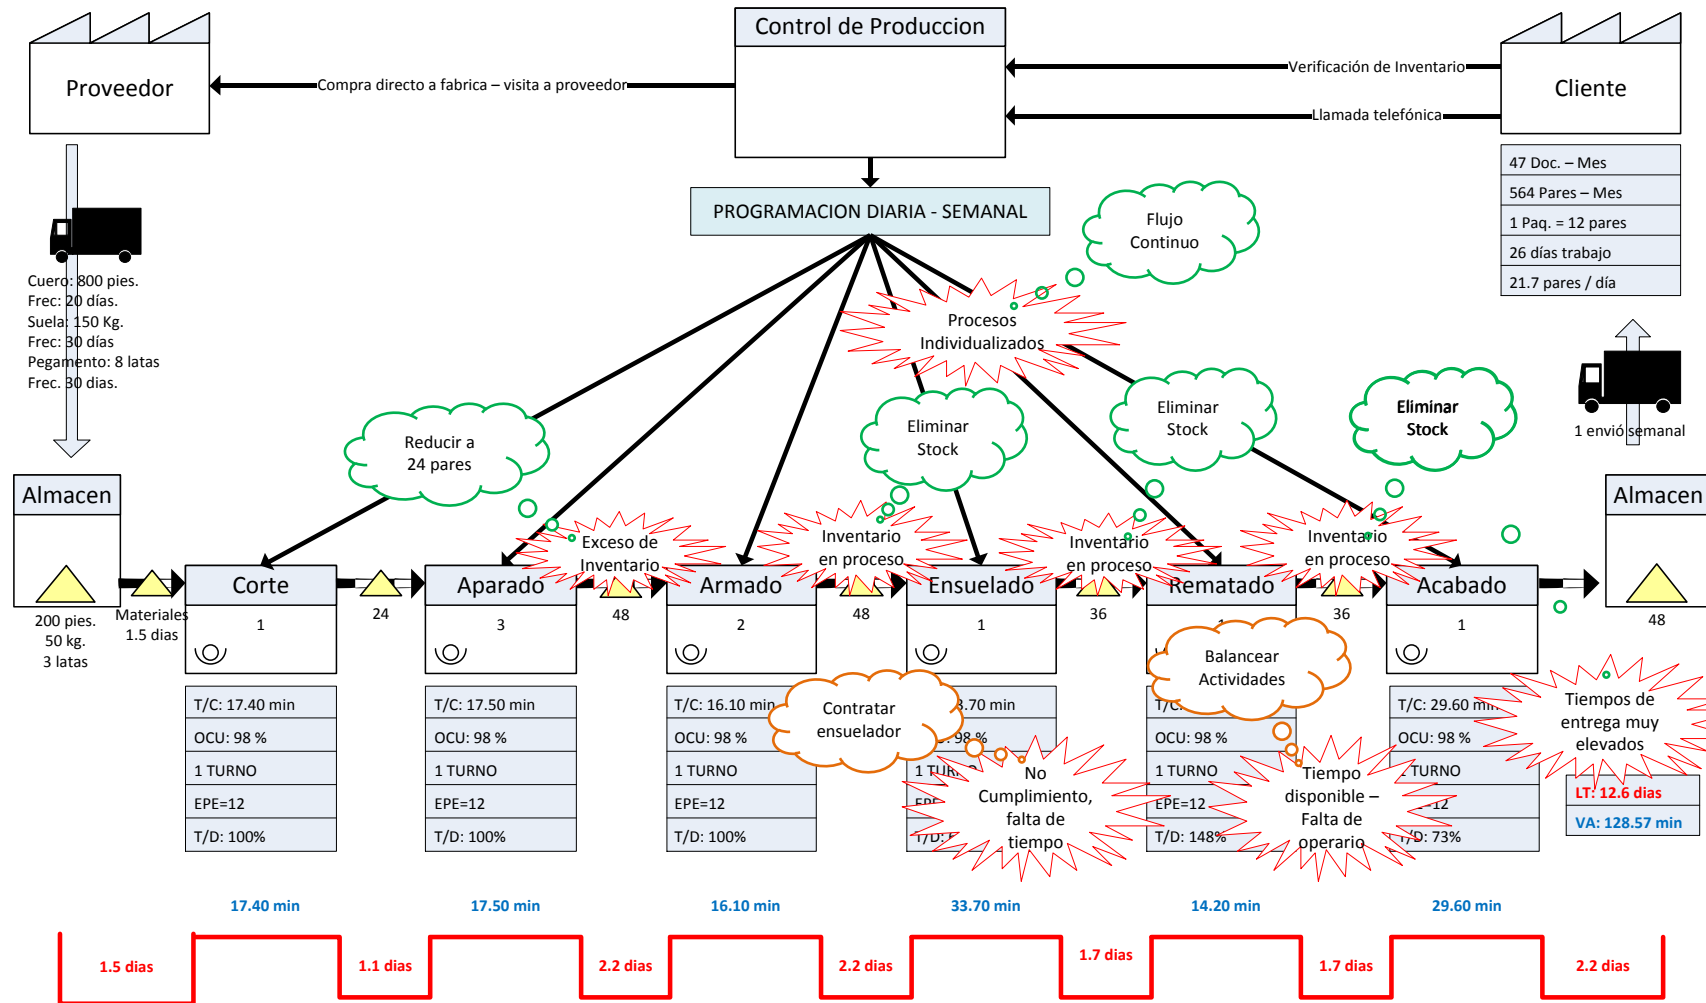 Control de Produccion
Proveedor
Compra directo a fabrica – visita a proveedor
Verificación de Inventario
Llamada telefónica
Cliente
47 Doc. – Mes
564 Pares – Mes
1 Paq. = 12 pares
26 días trabajo
21.7 pares / día
PROGRAMACION DIARIA - SEMANAL
Flujo
Continuo
Cuero: 800 pies.
Frec: 20 días.
Suela: 150 Kg.
Frec: 30 días
Pegamento: 8 latas
Frec. 30 dias.
Procesos
Individualizados
Reducir a
24 pares
Eliminar
Stock
Eliminar
Stock
Eliminar
Stock
1 envió semanal
Almacen
200 pies.
50 kg.
3 latas
Materiales
1.5 dias
Exceso de
Inventario
Inventario
en proceso
Inventario
en proceso
Inventario
en proceso
Almacen
48
Corte
1
24
Aparado
3
48
Armado
2
48
Ensuelado
1
36
Rematado
36
Acabado
1
Contratar
ensuelador
Balancear
Actividades
Tiempos de
entrega muy
elevados
No
Cumplimiento,
falta de
tiempo
Tiempo
disponible –
Falta de
operario
T/C: 17.40 min
OCU: 98 %
1 TURNO
EPE=12
T/D: 100%
T/C: 17.50 min
OCU: 98 %
1 TURNO
EPE=12
T/D: 100%
T/C: 16.10 min
OCU: 98 %
1 TURNO
EPE=12
T/D: 100%
.70 min
98 %
1 TURNO
T/D:
T/C:
OCU: 98 %
1 TURNO
EPE=12
T/D: 148%
T/C: 29.60 min
OCU: 98 %
TURNO
=12
T/D: 73%
LT: 12.6 dias
VA: 128.57 min
17.40 min
17.50 min
16.10 min
33.70 min
14.20 min
29.60 min
1.5 dias
1.1 dias
2.2 dias
2.2 dias
1.7 dias
1.7 dias
2.2 dias